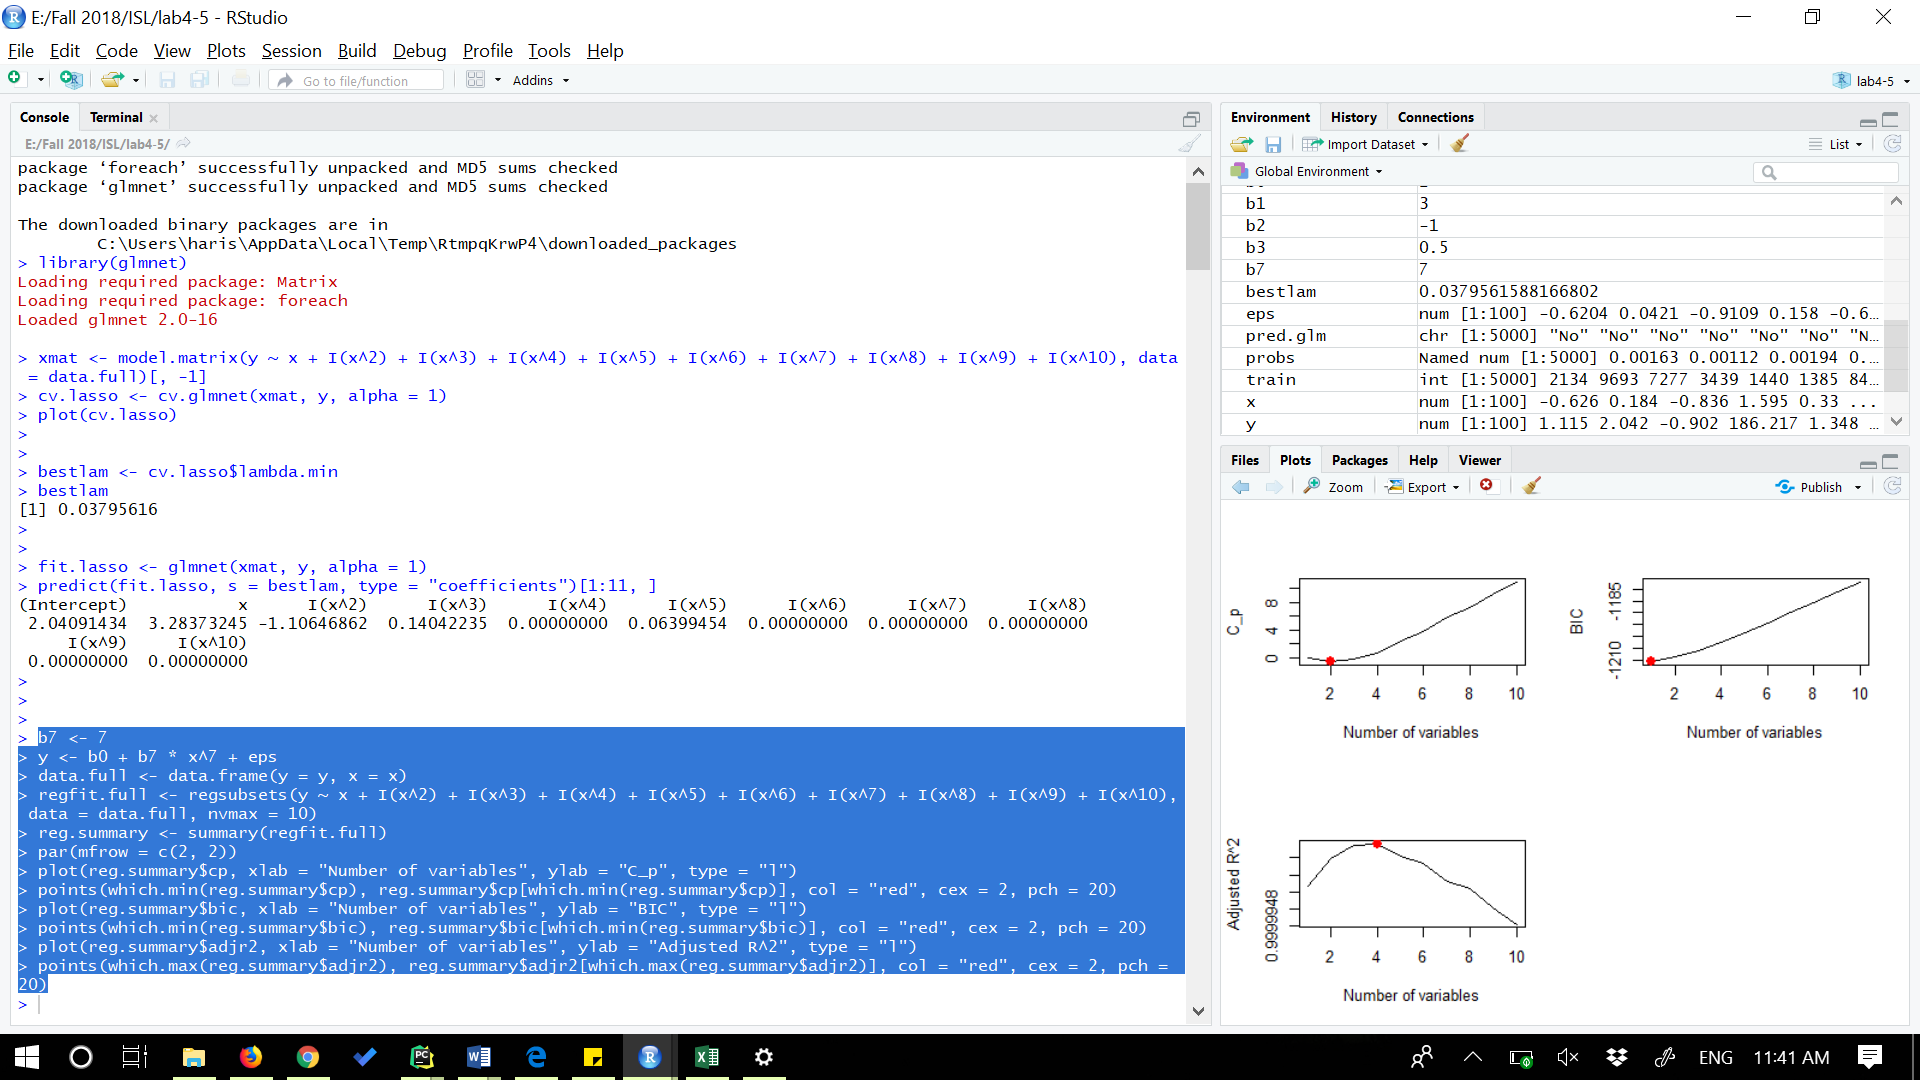 E:/Fall 2018/ISL/lab4-5 - RStudio
File Edit Code View Plots Session Build Debug Profile Tools Help
Go to file/function Addins lab4-5
Console Terminal
E:/Fall 2018/ISL/lab4-5/
package ‘foreach’ successfully unpacked and MD5 sums checked
package ‘glmnet’ successfully unpacked and MD5 sums checked
The downloaded binary packages are in
C:\Users\haris\AppData\Local\Temp\RtmpqKrwP4\downloaded_packages
> library(glmnet)
Loading required package: Matrix
Loading required package: foreach
Loaded glmnet 2.0-16
> xmat <- model.matrix(y ~ x + I(x^2) + I(x^3) + I(x^4) + I(x^5) + I(x^6) + I(x^7) + I(x^8) + I(x^9) + I(x^10), data
= data.full)[, -1]
> cv.lasso <- cv.glmnet(xmat, y, alpha = 1)
> plot(cv.lasso)
>
>
> bestlam <- cv.lasso$lambda.min
> bestlam
[1] 0.03795616
>
>
> fit.lasso <- glmnet(xmat, y, alpha = 1)
> predict(fit.lasso, s = bestlam, type = "coefficients")[1:11, ]
(Intercept) x I(x^2) I(x^3) I(x^4) I(x^5) I(x^6) I(x^7) I(x^8)
2.04091434 3.28373245 -1.10646862 0.14042235 0.00000000 0.06399454 0.00000000 0.00000000 0.00000000
I(x^9) I(x^10)
0.00000000 0.00000000
>
>
>
> b7 <- 7
> y <- b0 + b7 * x^7 + eps
> data.full <- data.frame(y = y, x = x)
> regfit.full <- regsubsets(y ~ x + I(x^2) + I(x^3) + I(x^4) + I(x^5) + I(x^6) + I(x^7) + I(x^8) + I(x^9) + I(x^10),
data = data.full, nvmax = 10)
> reg.summary <- summary(regfit.full)
> par(mfrow = c(2, 2))
> plot(reg.summary$cp, xlab = "Number of variables", ylab = "C_p", type = "l")
> points(which.min(reg.summary$cp), reg.summary$cp[which.min(reg.summary$cp)], col = "red", cex = 2, pch = 20)
> plot(reg.summary$bic, xlab = "Number of variables", ylab = "BIC", type = "l")
> points(which.min(reg.summary$bic), reg.summary$bic[which.min(reg.summary$bic)], col = "red", cex = 2, pch = 20)
> plot(reg.summary$adjr2, xlab = "Number of variables", ylab = "Adjusted R^2", type = "l")
> points(which.max(reg.summary$adjr2), reg.summary$adjr2[which.max(reg.summary$adjr2)], col = "red", cex = 2, pch =
20)
>
Environment History Connections
Import Dataset List
Global Environment
b1 3
b2 -1
b3 0.5
b7 7
bestlam 0.0379561588166802
eps num [1:100] -0.6204 0.0421 -0.9109 0.158 -0.6…
pred.glm chr [1:5000] "No" "No" "No" "No" "No" "No" "N…
probs Named num [1:5000] 0.00163 0.00112 0.00194 0.…
train int [1:5000] 2134 9693 7277 3439 1440 1385 84…
x num [1:100] -0.626 0.184 -0.836 1.595 0.33 ...
y num [1:100] 1.115 2.042 -0.902 186.217 1.348 …
Files Plots Packages Help Viewer
Zoom Export Publish
C_p
0 4 8
2 4 6 8 10
Number of variables
BIC
-1210 -1185
2 4 6 8 10
Number of variables
Adjusted R^2
0.9999948
2 4 6 8 10
Number of variables
ENG 11:41 AM